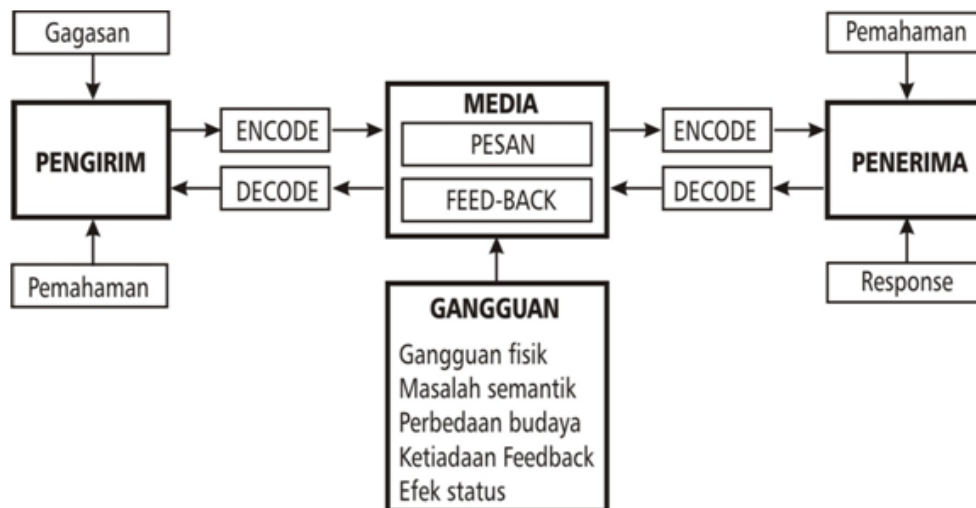 Gagasan
Pemahaman
MEDIA
ENCODE
PESAN
ENCODE
PENGIRIM
PENERIMA
DECODE
FEED-BACK
DECODE
Pemahaman
Response
GANGGUAN
Gangguan fisik
Masalah semantik
Perbedaan budaya
Ketiadaan Feedback
Efek status